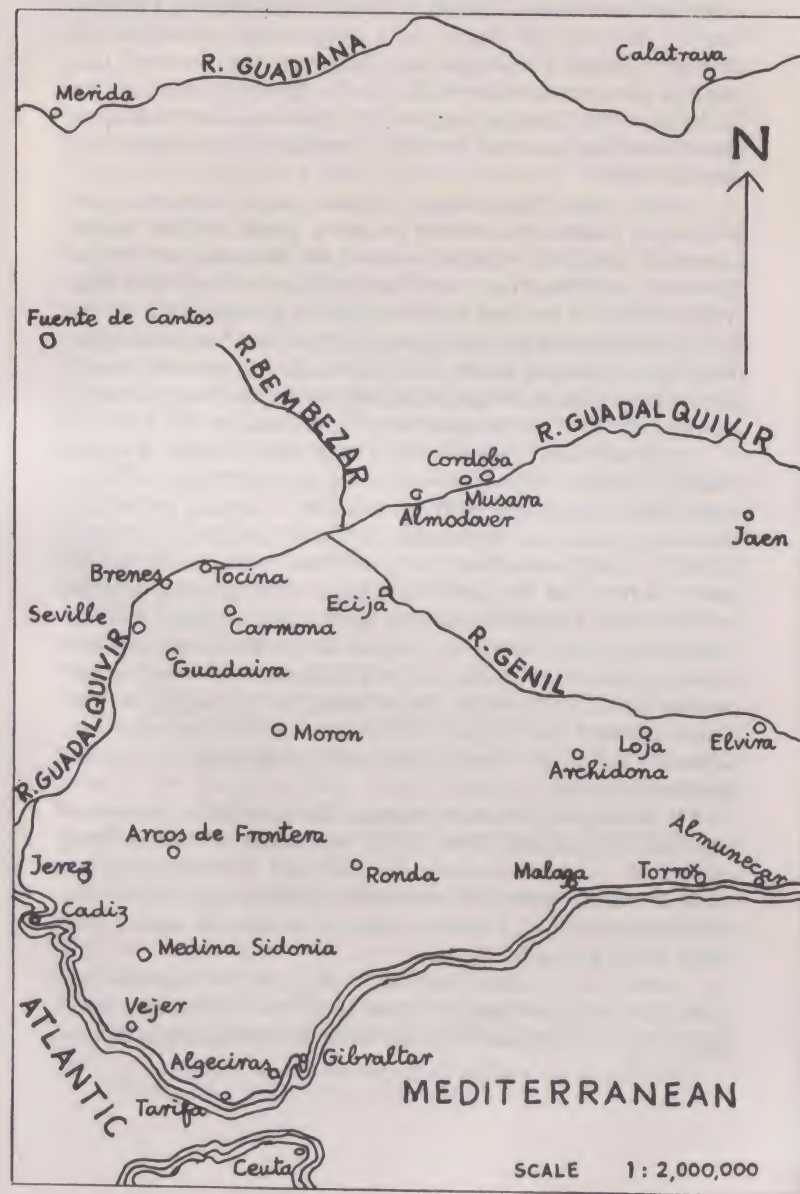 R. GUADIANA
Calatrava
Merida
N
Fuente de Cantos
R. BEMBEZAR
R. GUADALQUIVIR
Cordoba
Musara
Almodover
Jaen
Brenes
Tocina
Ecija
Seville
Carmona
Guadaira
R. GENIL
R. GUADALQUIVIR
Moron
Loja
Elvira
Archidona
Arcos de Frontera
Almunecar
Jerez
Ronda
Malaga
Torrox
Cadiz
Medina Sidonia
Vejer
ATLANTIC
Algeciras
Gibraltar
Tarifa
MEDITERRANEAN
Ceuta
SCALE 1: 2,000,000